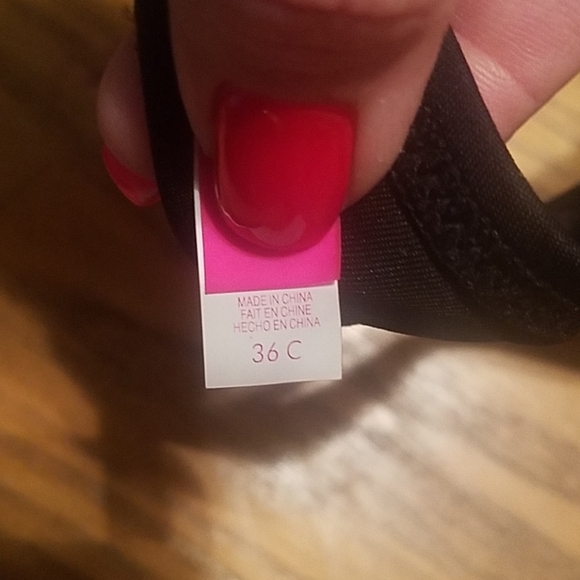 MADE IN CHINA
FAIT EN CHINE
HECHO EN CHINA
36 C